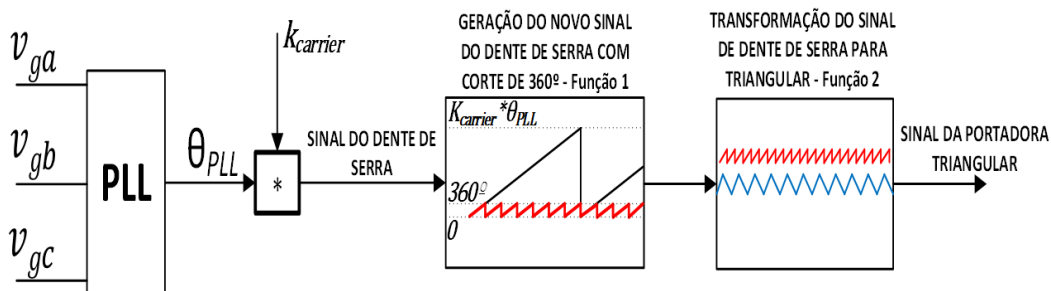 v_ga
v_gb
v_gc
PLL
θ_PLL
k_carrier
*
SINAL DO DENTE DE
SERRA
GERAÇÃO DO NOVO SINAL
DO DENTE DE SERRA COM
CORTE DE 360º - Função 1
K_carrier*θ_PLL
360º
0
TRANSFORMAÇÃO DO SINAL
DE DENTE DE SERRA PARA
TRIANGULAR - Função 2
SINAL DA PORTADORA
TRIANGULAR